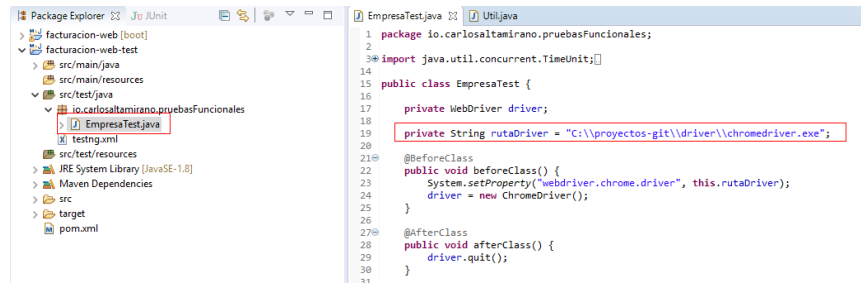 Package Explorer JUnit
facturacion-web [boot]
facturacion-web-test
src/main/java
src/main/resources
src/test/java
io.carlosaltamirano.pruebasFuncionales
EmpresaTest.java
testng.xml
src/test/resources
JRE System Library [JavaSE-1.8]
Maven Dependencies
src
target
pom.xml
EmpresaTest.java Util.java
1 package io.carlosaltamirano.pruebasFuncionales;
2
3 import java.util.concurrent.TimeUnit;
14
15 public class EmpresaTest {
16
17 private WebDriver driver;
18
19 private String rutaDriver = "C:\\proyectos-git\\driver\\chromedriver.exe";
20
21 @BeforeClass
22 public void beforeClass() {
23 System.setProperty("webdriver.chrome.driver", this.rutaDriver);
24 driver = new ChromeDriver();
25 }
26
27 @AfterClass
28 public void afterClass() {
29 driver.quit();
30 }
31